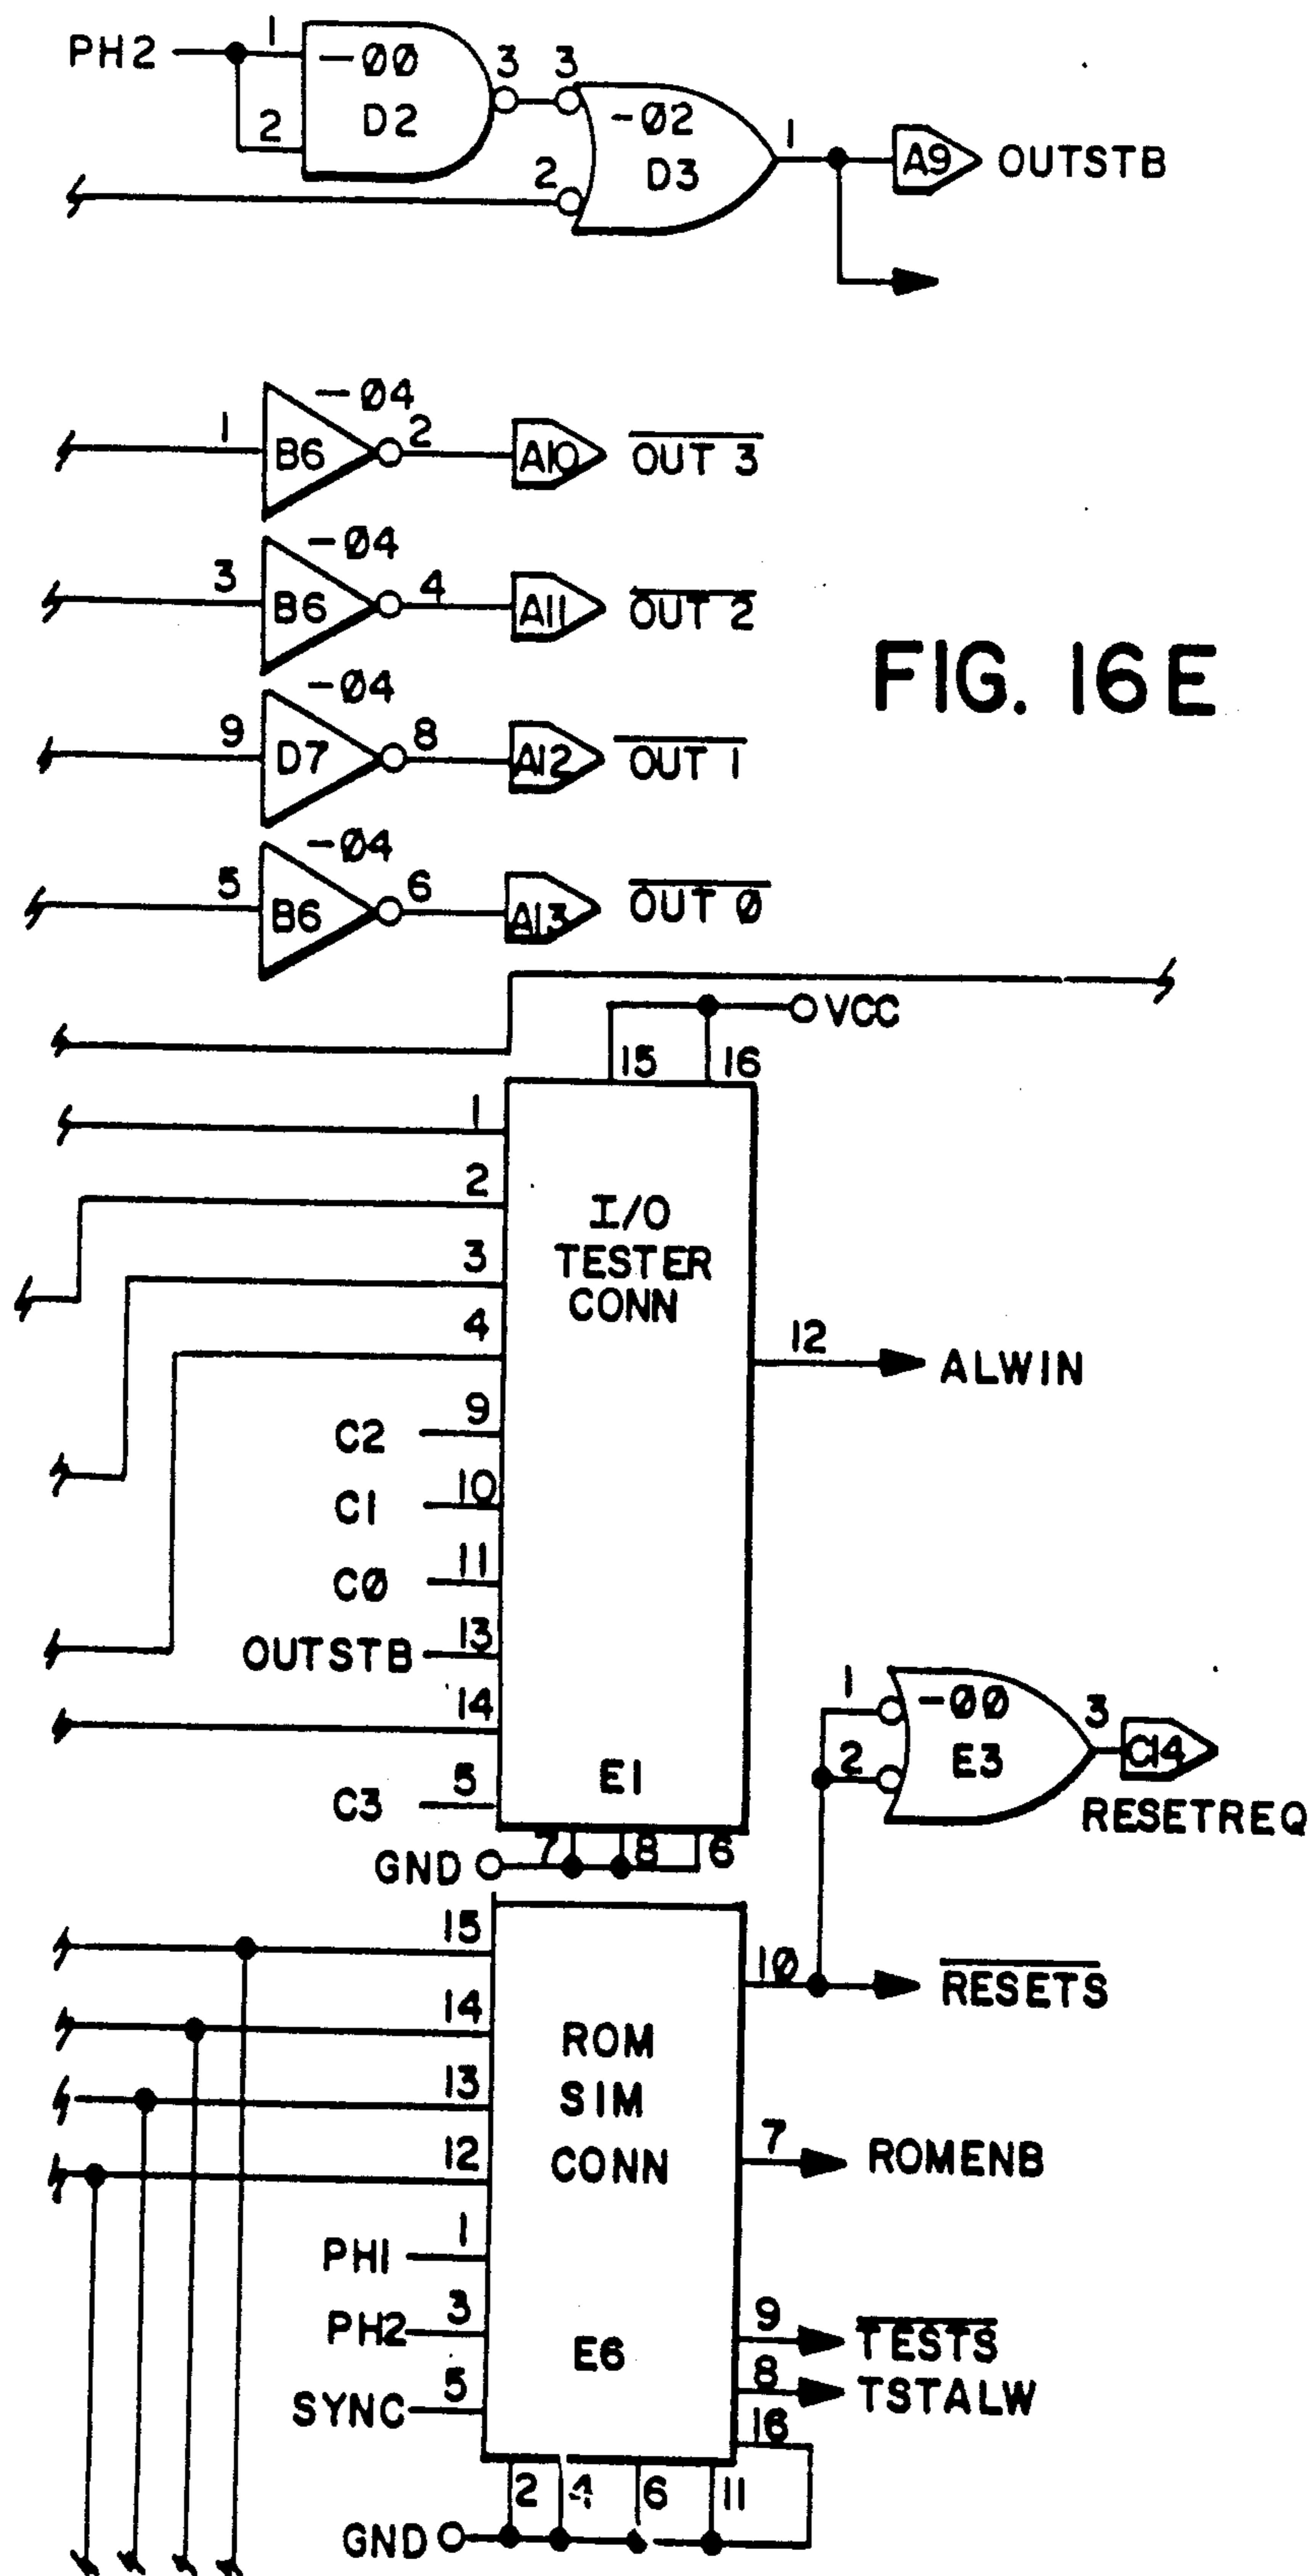 PH2 1 -00 3 3
2 D2 -02 1 A9 OUTSTB
2 D3
-04
1 B6 2 A10 OUT 3
-04
3 B6 4 A11 OUT 2
FIG. 16E
-04
9 D7 8 A12 OUT 1
-04
5 B6 6 A13 OUT 0
VCC
15 16
1
2
I/O
3 TESTER
CONN
4
12 ALWIN
C2 9
C1 10
C0 11
OUTSTB 13
14
1 -00 3 C14
2 E3
C3 5 E1
RESETREQ
GND 7 8 6
15
10 RESETS
14 ROM
13 SIM
12 CONN
7 ROMENB
PH1 1
PH2 3
9 TESTS
E6
8 TSTALW
SYNC 5
16
2 4 6 11
GND